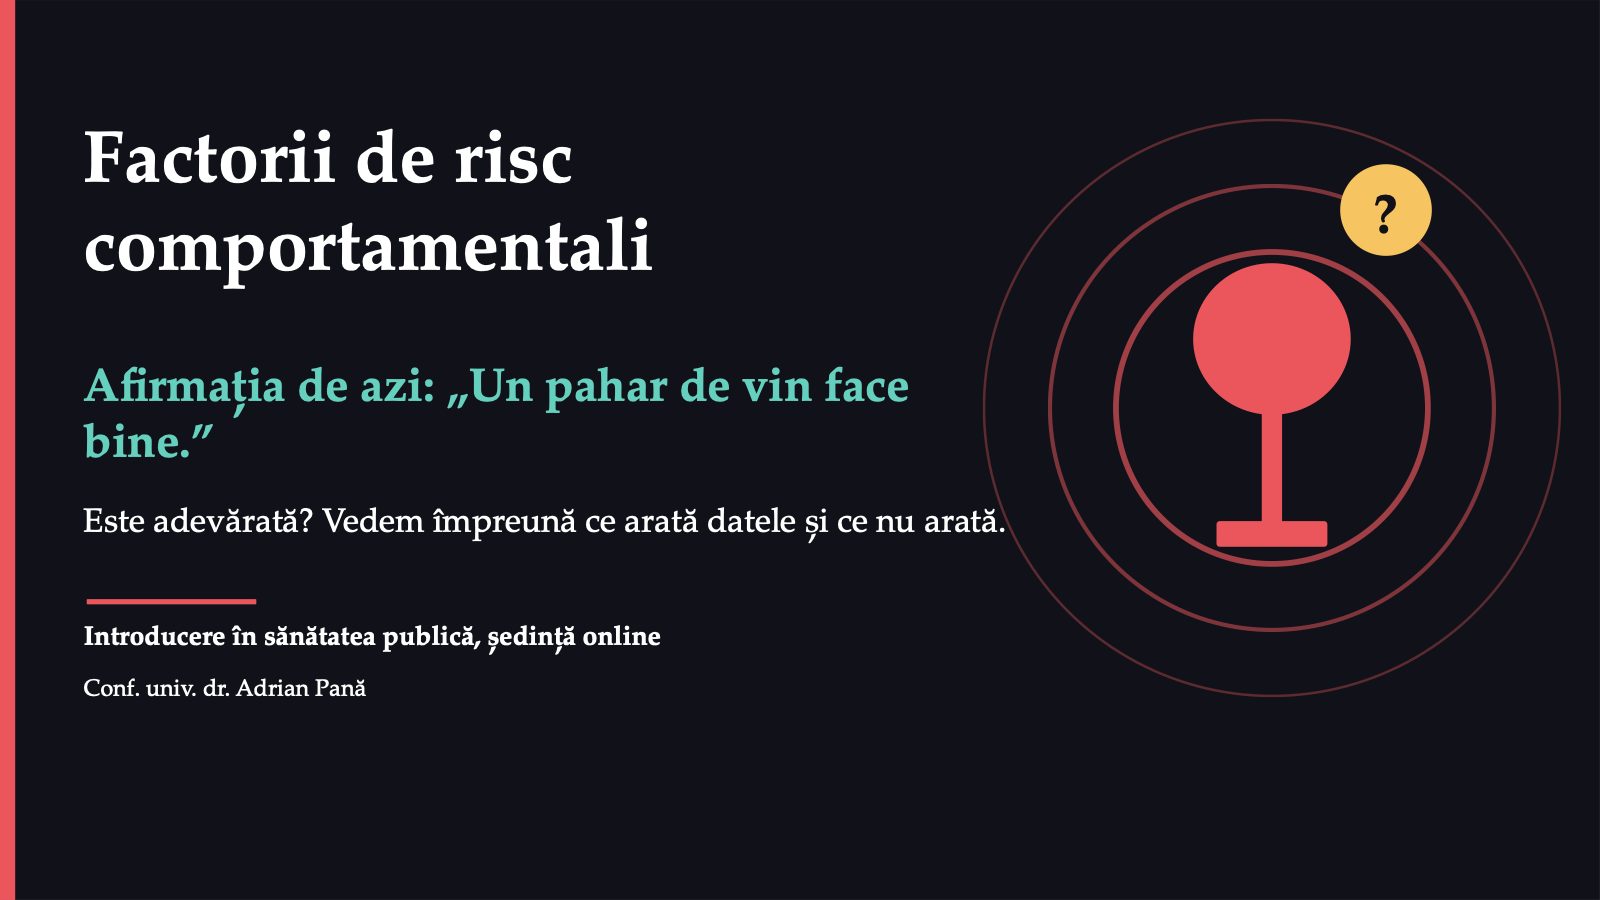 Factorii de risc
comportamentali
?
Afirmația de azi: „Un pahar de vin face
bine.”
Este adevărată? Vedem împreună ce arată datele și ce nu arată.
Introducere în sănătatea publică, ședință online
Conf. univ. dr. Adrian Pană